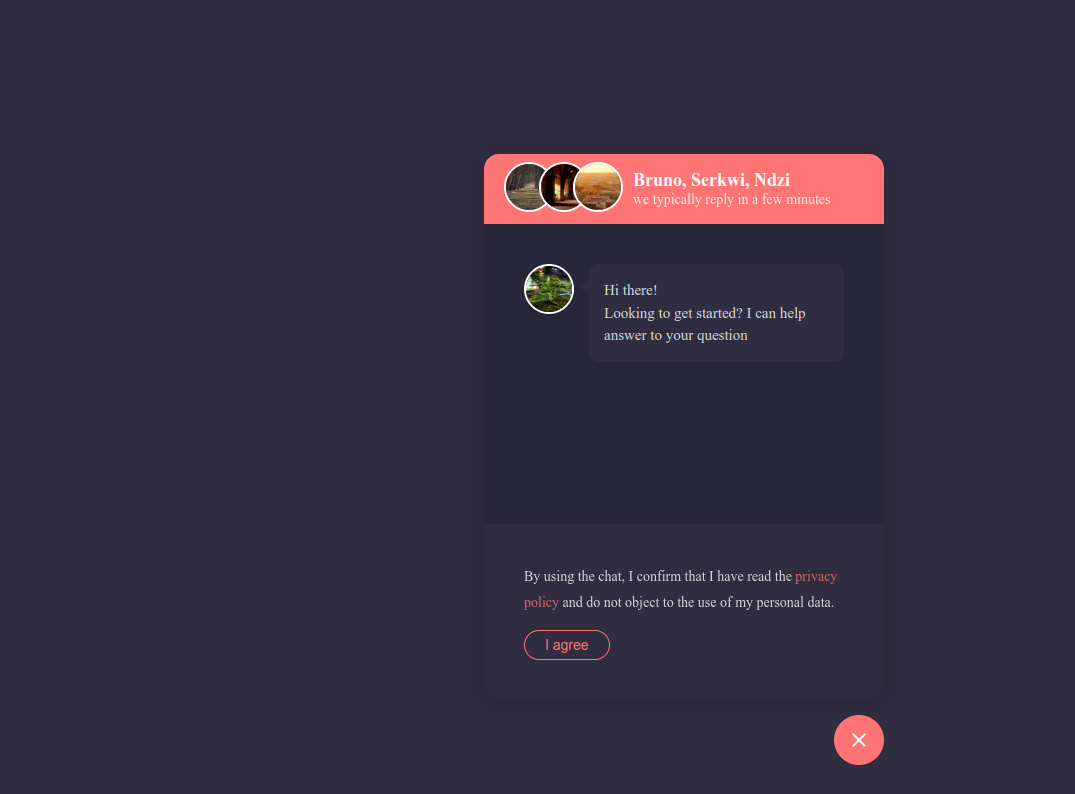 Bruno, Serkwi, Ndzi
we typically reply in a few minutes
Hi there!
Looking to get started? I can help
answer to your question
By using the chat, I confirm that I have read the privacy
policy and do not object to the use of my personal data.
I agree